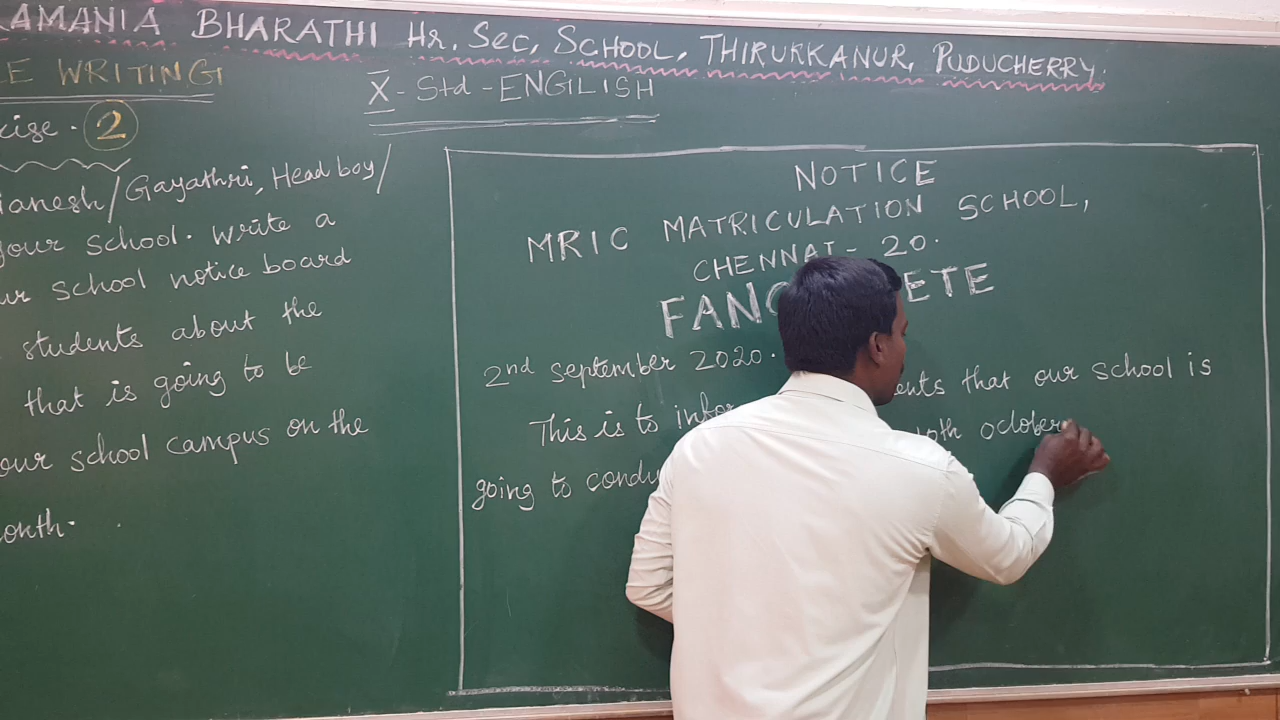 RAMANIA BHARATHI Hr. Sec. SCHOOL, THIRUKKANUR, PUDUCHERRY.
E WRITING
X - Std - ENGLISH
cise. 2
anesh/Gayathri, Head boy/
your school. Write a
ur school notice board
students about the
that is going to be
our school campus on the
onth.
NOTICE
MRIC MATRICULATION SCHOOL,
CHENNAI - 20.
FANC ETE
2nd september 2020.
This is to infor ents that our school is
going to condu 10th october